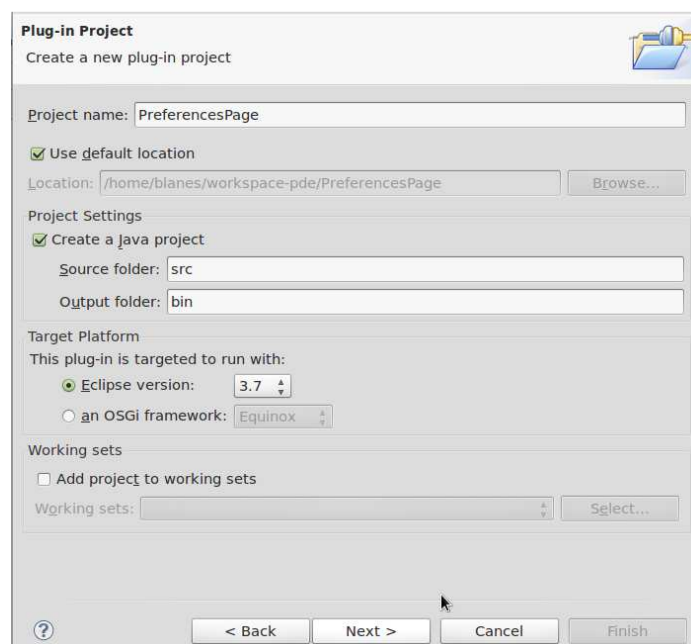 Plug-in Project
Create a new plug-in project
Project name: PreferencesPage
Use default location
Location: /home/blanes/workspace-pde/PreferencesPage Browse...
Project Settings
Create a Java project
Source folder: src
Output folder: bin
Target Platform
This plug-in is targeted to run with:
Eclipse version: 3.7
an OSGi framework: Equinox
Working sets
Add project to working sets
Working sets: Select...
? < Back Next > Cancel Finish